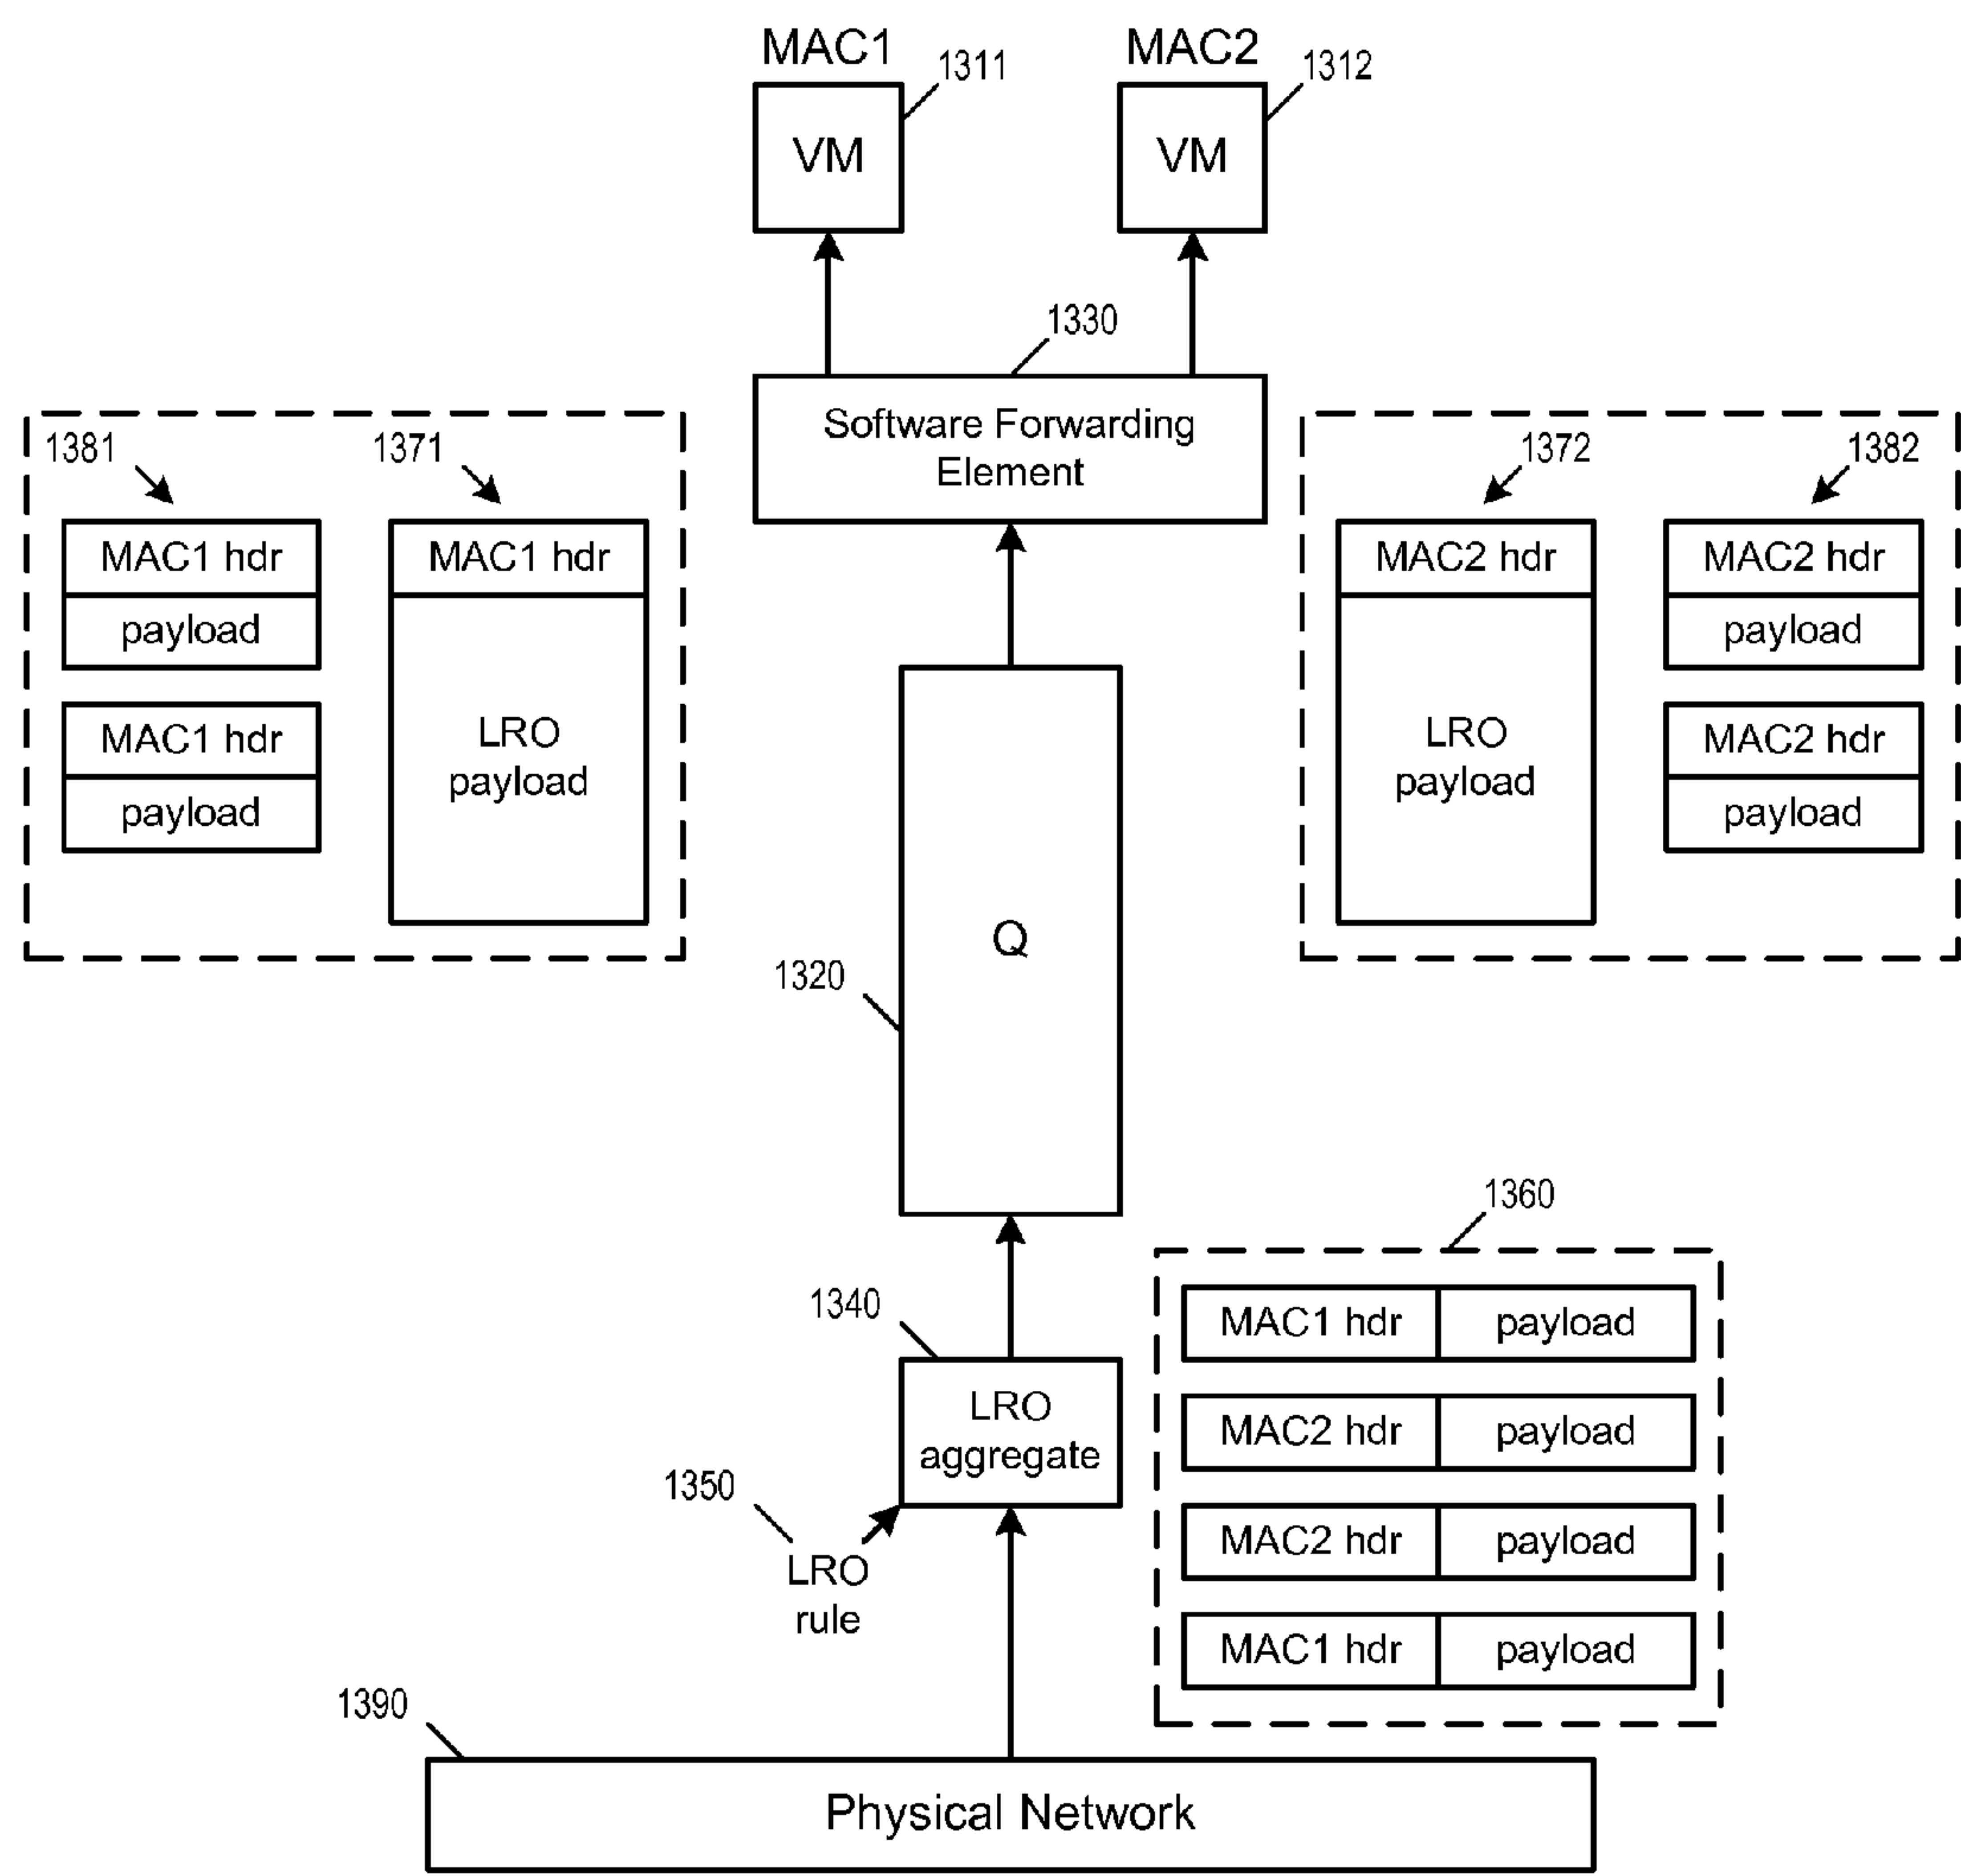 MAC1
MAC2
1311
1312
VM
VM
1330
Software Forwarding
Element
1381
1371
MAC1 hdr
payload
MAC1 hdr
payload
MAC1 hdr
LRO
payload
1372
1382
MAC2 hdr
LRO
payload
MAC2 hdr
payload
MAC2 hdr
payload
Q
1320
1360
1340
LRO
aggregate
MAC1 hdr payload
MAC2 hdr payload
MAC2 hdr payload
MAC1 hdr payload
1350
LRO
rule
1390
Physical Network